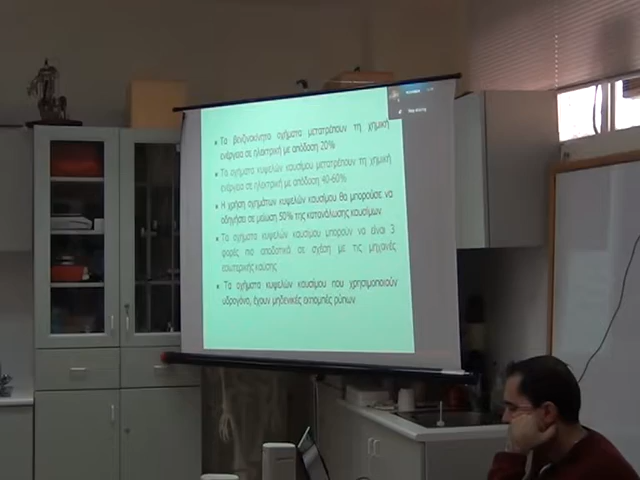 Τα βενζινοκίνητα οχήματα μετατρέπουν τη χημική
ενέργεια σε ηλεκτρική με απόδοση 20%
Τα οχήματα κυψελών καυσίμου μετατρέπουν τη χημική
ενέργεια σε ηλεκτρική με απόδοση 40-60%
Η χρήση οχημάτων κυψελών καυσίμου θα μπορούσε να
οδηγήσει σε μείωση 50% της κατανάλωσης καυσίμων
Τα οχήματα κυψελών καυσίμου μπορούν να είναι 3
φορές πιο αποδοτικά σε σχέση με τις μηχανές
εσωτερικής καύσης
Τα οχήματα κυψελών καυσίμου που χρησιμοποιούν
υδρογόνο, έχουν μηδενικές εκπομπές ρύπων